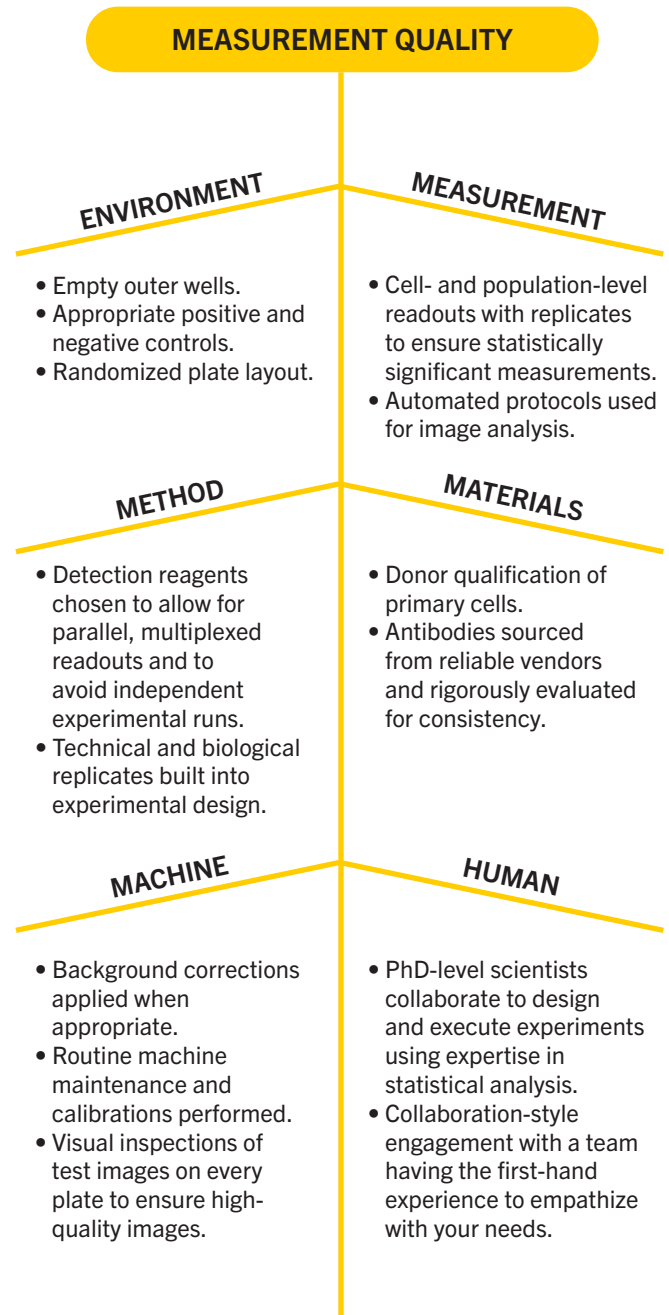 MEASUREMENT QUALITY
ENVIRONMENT
• Empty outer wells.
• Appropriate positive and
negative controls.
• Randomized plate layout.
MEASUREMENT
• Cell- and population-level
readouts with replicates
to ensure statistically
significant measurements.
• Automated protocols used
for image analysis.
METHOD
• Detection reagents
chosen to allow for
parallel, multiplexed
readouts and to
avoid independent
experimental runs.
• Technical and biological
replicates built into
experimental design.
MATERIALS
• Donor qualification of
primary cells.
• Antibodies sourced
from reliable vendors
and rigorously evaluated
for consistency.
MACHINE
• Background corrections
applied when
appropriate.
• Routine machine
maintenance and
calibrations performed.
• Visual inspections of
test images on every
plate to ensure high-
quality images.
HUMAN
• PhD-level scientists
collaborate to design
and execute experiments
using expertise in
statistical analysis.
• Collaboration-style
engagement with a team
having the first-hand
experience to empathize
with your needs.